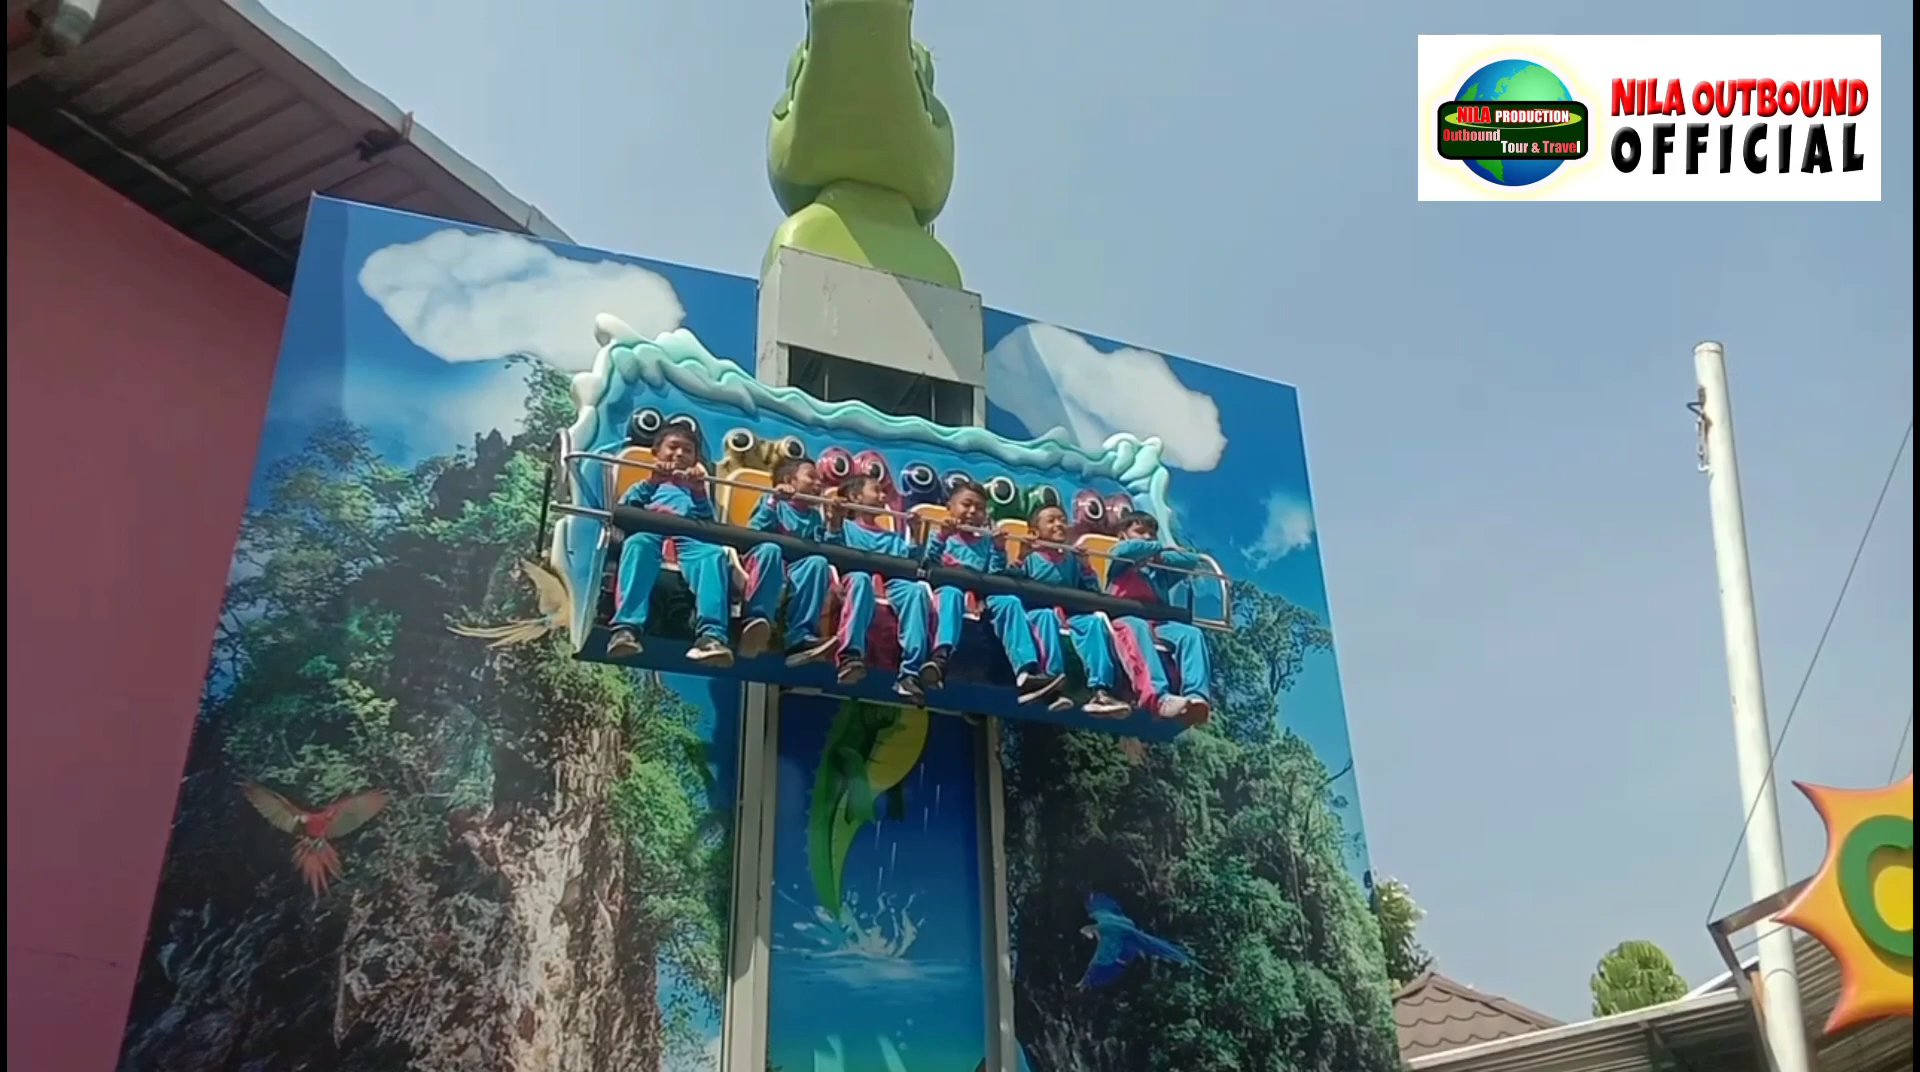 NILA PRODUCTION
Outbound
Tour & Travel
NILA OUTBOUND
OFFICIAL